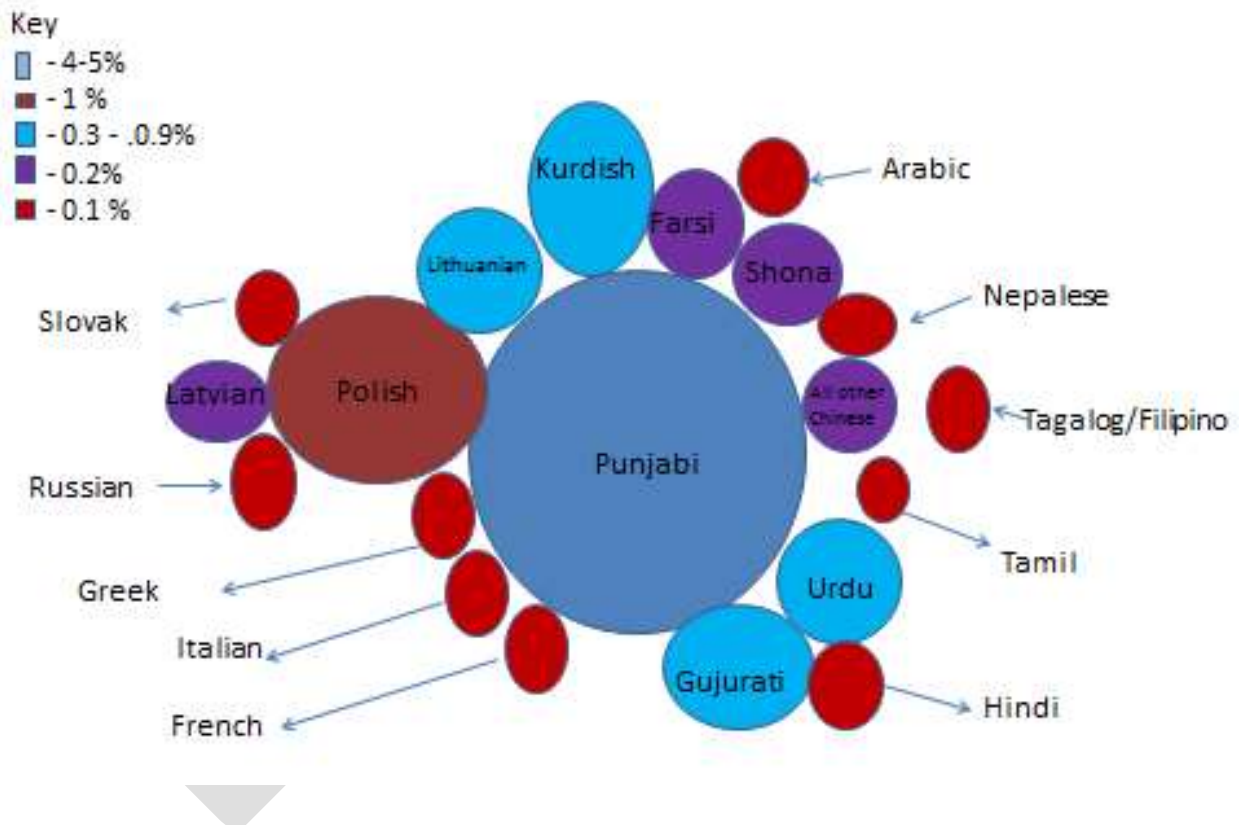 Key
- 4-5%
- 1 %
- 0.3 - .0.9%
- 0.2%
- 0.1 %
Kurdish
Arabic
Farsi
Lithuanian
Shona
Nepalese
Slovak
Latvian
Polish
All other
Chinese
Tagalog/Filipino
Punjabi
Russian
Tamil
Greek
Urdu
Italian
Gujurati
Hindi
French